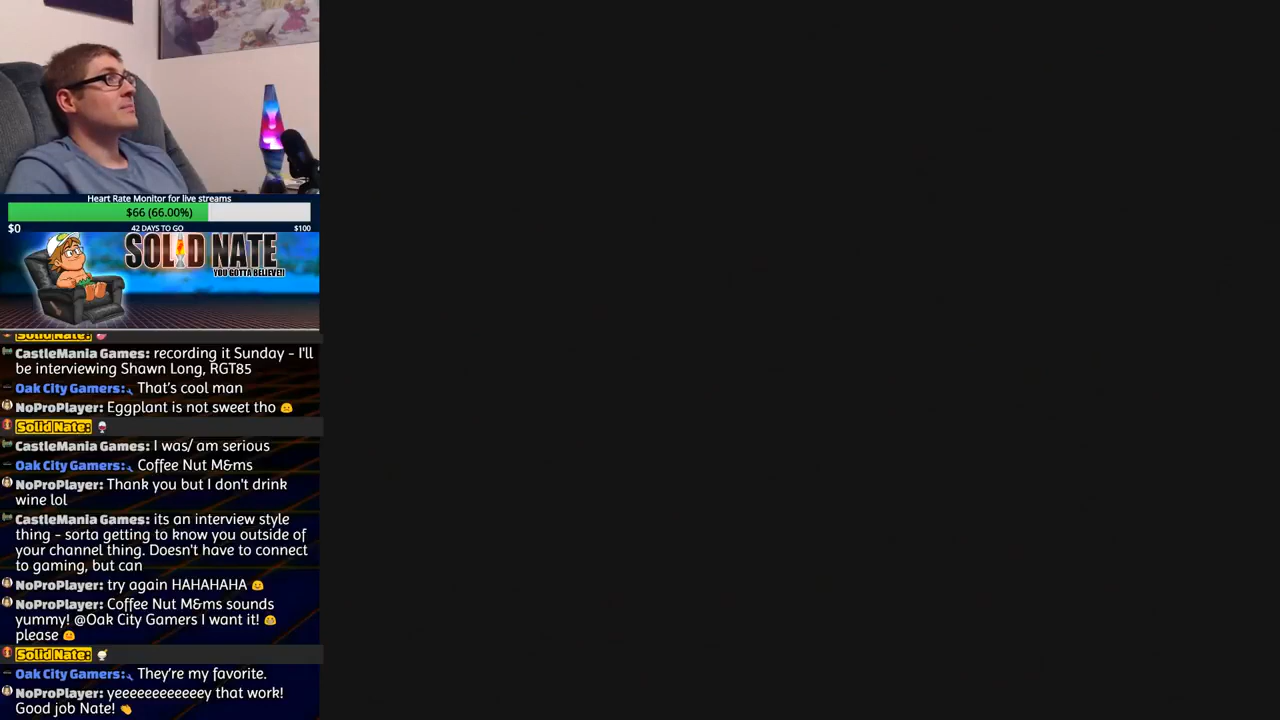 Heart Rate Monitor for live streams
$66 (66.00%)
$0 42 DAYS TO GO $100
SOLID NATE
YOU GOTTA BELIEVE!!
Solid Nate:
CastleMania Games: recording it Sunday - I'll
be interviewing Shawn Long, RGT85
Oak City Gamers: That's cool man
NoProPlayer: Eggplant is not sweet tho 😐
Solid Nate: 🍷
CastleMania Games: I was/ am serious
Oak City Gamers: Coffee Nut M&ms
NoProPlayer: Thank you but I don't drink
wine lol
CastleMania Games: its an interview style
thing - sorta getting to know you outside of
your channel thing. Doesn't have to connect
to gaming, but can
NoProPlayer: try again HAHAHAHA
NoProPlayer: Coffee Nut M&ms sounds
yummy! @Oak City Gamers I want it!
please
Solid Nate:
Oak City Gamers: They're my favorite.
NoProPlayer: yeeeeeeeeeeey that work!
Good job Nate! 👏